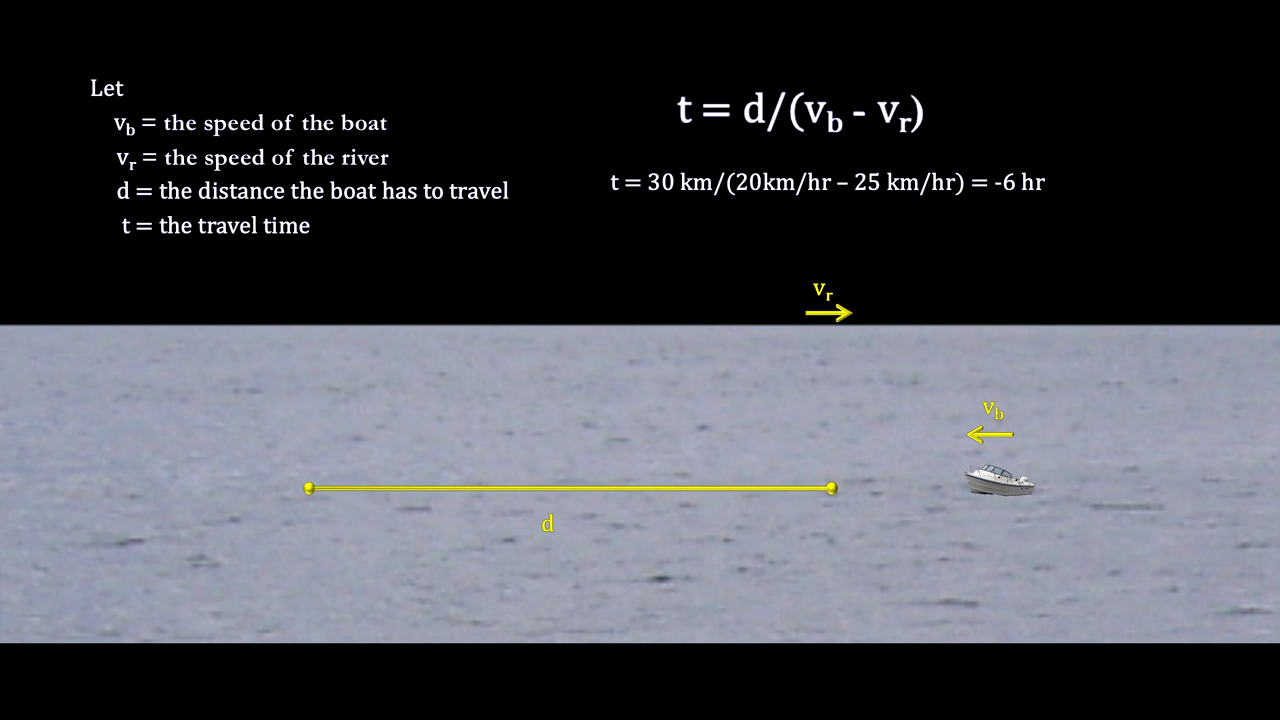 Let
v_b = the speed of the boat
v_r = the speed of the river
d = the distance the boat has to travel
t = the travel time
t = d/(v_b - v_r)
t = 30 km/(20km/hr – 25 km/hr) = -6 hr
v_r
v_b
d